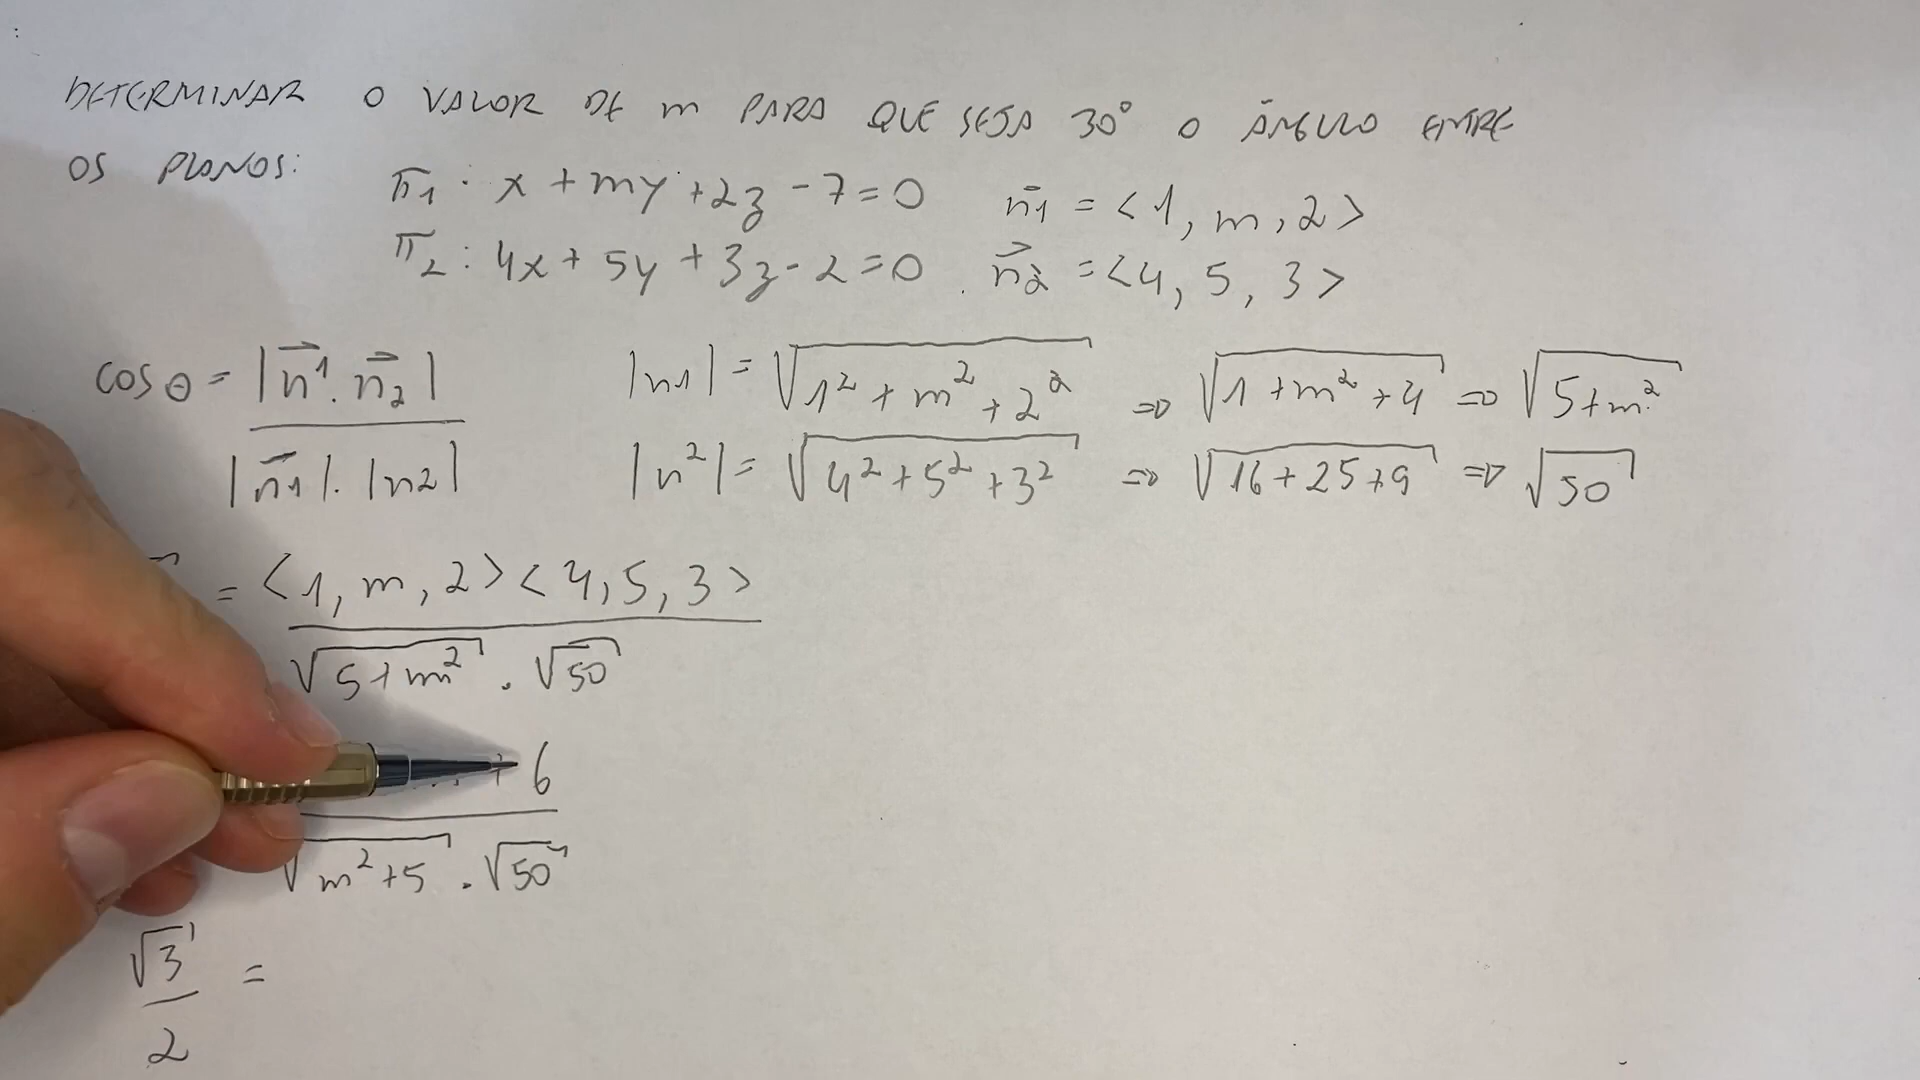 DETERMINAR O VALOR DE m PARA QUE SEJA 30° O ÂNGULO ENTRE
OS PLANOS:
π1: x + my + 2z - 7 = 0 n1 = <1, m, 2>
π2: 4x + 5y + 3z - 2 = 0 n2 = <4, 5, 3>
cos θ = |n1 . n2| / |n1| . |n2|
|n1| = √(1² + m² + 2²) => √(1 + m² + 4) => √(5 + m²)
|n2| = √(4² + 5² + 3²) => √(16 + 25 + 9) => √50
= <1, m, 2> <4, 5, 3> / √(5 + m²) . √50
+ 6 / √(m² + 5) . √50
√3 / 2 =